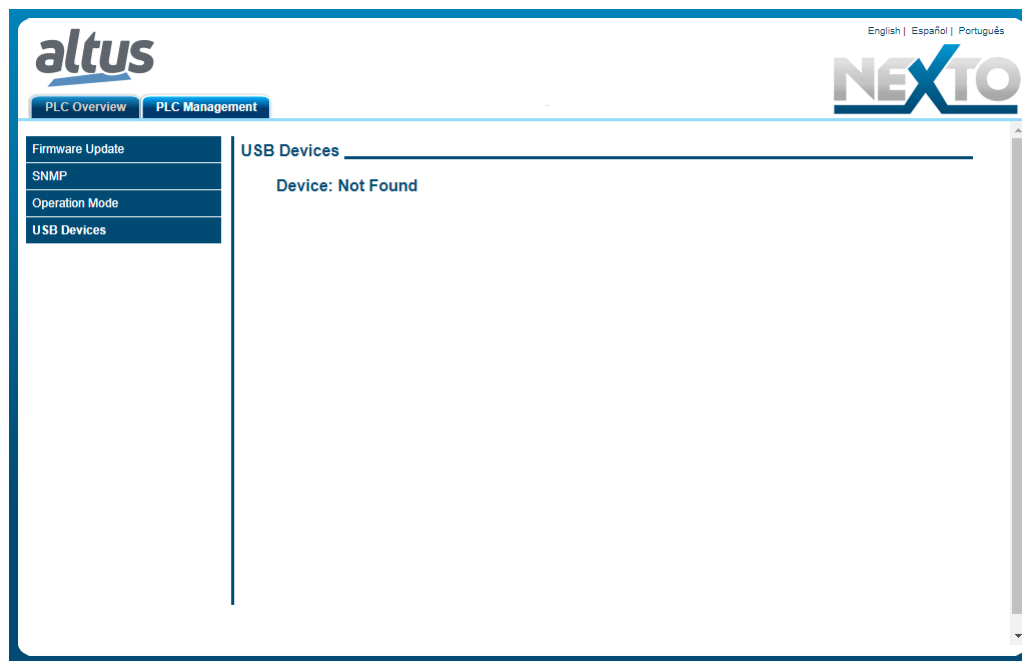 altus
English | Español | Português
NEXTO
PLC Overview PLC Management
Firmware Update
SNMP
Operation Mode
USB Devices
USB Devices
Device: Not Found